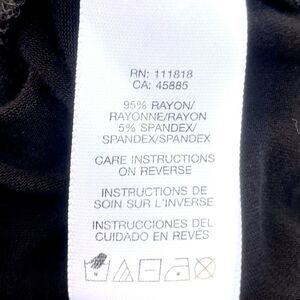 RN: 111818
CA: 45885
95% RAYON/
RAYONNE/RAYON
5% SPANDEX/
SPANDEX/SPANDEX
CARE INSTRUCTIONS
ON REVERSE
INSTRUCTIONS DE
SOIN SUR L'INVERSE
INSTRUCCIONES DEL
CUIDADO EN REVÉS